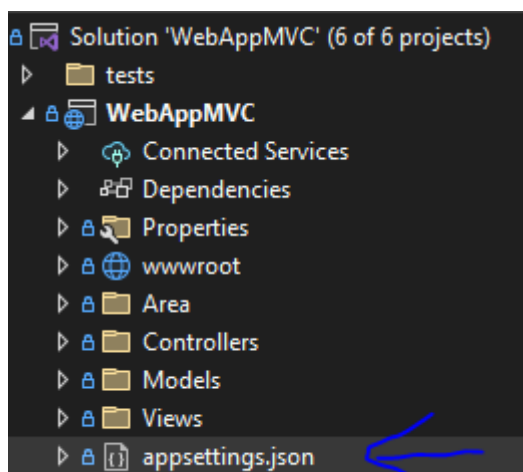 Solution 'WebAppMVC' (6 of 6 projects)
tests
WebAppMVC
Connected Services
Dependencies
Properties
wwwroot
Area
Controllers
Models
Views
appsettings.json